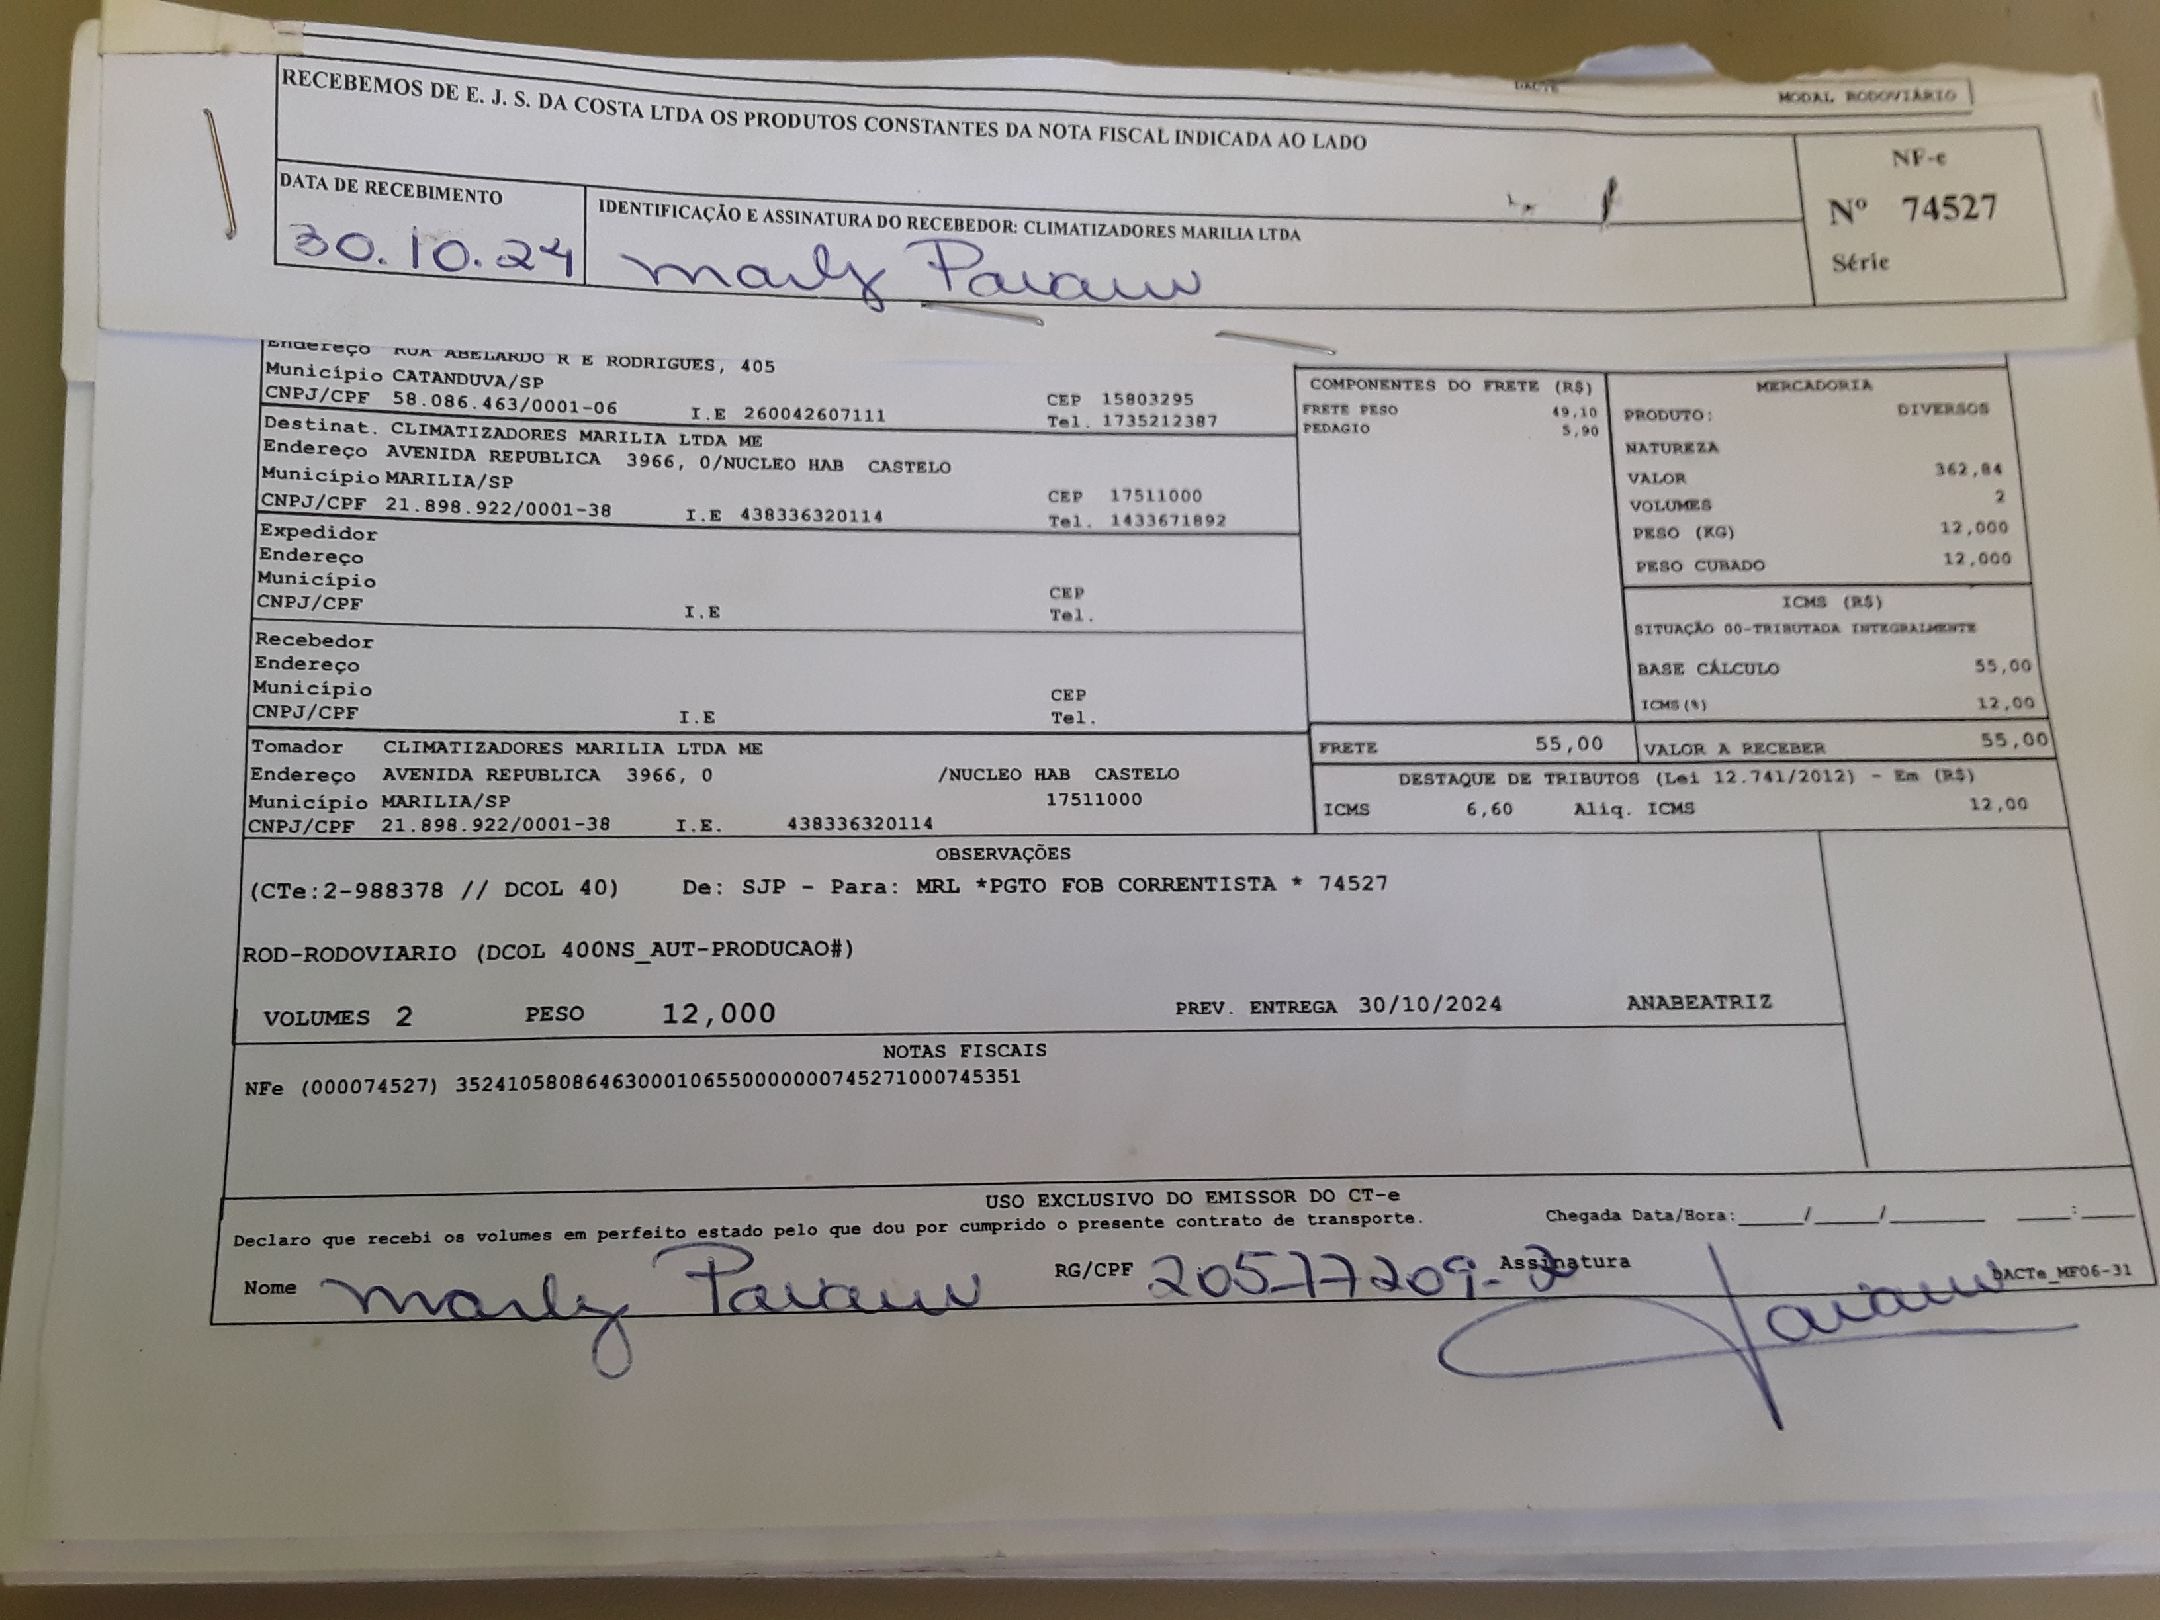 DACTE
MODAL RODOVIÁRIO
RECEBEMOS DE E. J. S. DA COSTA LTDA OS PRODUTOS CONSTANTES DA NOTA FISCAL INDICADA AO LADO
NF-e
Nº 74527
Série
DATA DE RECEBIMENTO
30.10.24
IDENTIFICAÇÃO E ASSINATURA DO RECEBEDOR: CLIMATIZADORES MARILIA LTDA
Marly
Endereço RUA ABELARDO R E RODRIGUES, 405
Município CATANDUVA/SP CEP 15803295
CNPJ/CPF 58.086.463/0001-06 I.E 260042607111 Tel. 1735212387
Destinat. CLIMATIZADORES MARILIA LTDA ME
Endereço AVENIDA REPUBLICA 3966, 0/NUCLEO HAB CASTELO
Município MARILIA/SP CEP 17511000
CNPJ/CPF 21.898.922/0001-38 I.E 438336320114 Tel. 1433671892
Expedidor
Endereço
Município CEP
CNPJ/CPF I.E Tel.
Recebedor
Endereço
Município CEP
CNPJ/CPF I.E Tel.
Tomador CLIMATIZADORES MARILIA LTDA ME
Endereço AVENIDA REPUBLICA 3966, 0 /NUCLEO HAB CASTELO
Município MARILIA/SP 17511000
CNPJ/CPF 21.898.922/0001-38 I.E. 438336320114
COMPONENTES DO FRETE (R$)
FRETE PESO 49,10
PEDAGIO 5,90
MERCADORIA
PRODUTO: DIVERSOS
NATUREZA
VALOR 362,84
VOLUMES 2
PESO (KG) 12,000
PESO CUBADO 12,000
ICMS (R$)
SITUAÇÃO 00-TRIBUTADA INTEGRALMENTE
BASE CÁLCULO 55,00
ICMS(%) 12,00
FRETE 55,00 VALOR A RECEBER 55,00
DESTAQUE DE TRIBUTOS (Lei 12.741/2012) - Em (R$)
ICMS 6,60 Aliq. ICMS 12,00
OBSERVAÇÕES
(CTe:2-988378 // DCOL 40) De: SJP - Para: MRL *PGTO FOB CORRENTISTA * 74527
ROD-RODOVIARIO (DCOL 400NS_AUT-PRODUCAO#)
VOLUMES 2 PESO 12,000 PREV. ENTREGA 30/10/2024 ANABEATRIZ
NOTAS FISCAIS
NFe (000074527) 35241058086463000106550000000745271000745351
USO EXCLUSIVO DO EMISSOR DO CT-e
Declaro que recebi os volumes em perfeito estado pelo que dou por cumprido o presente contrato de transporte. Chegada Data/Hora:_____/_____/_______ ____:____
Nome Marly RG/CPF 20577209-2 Assinatura
DACTe_MF06-31